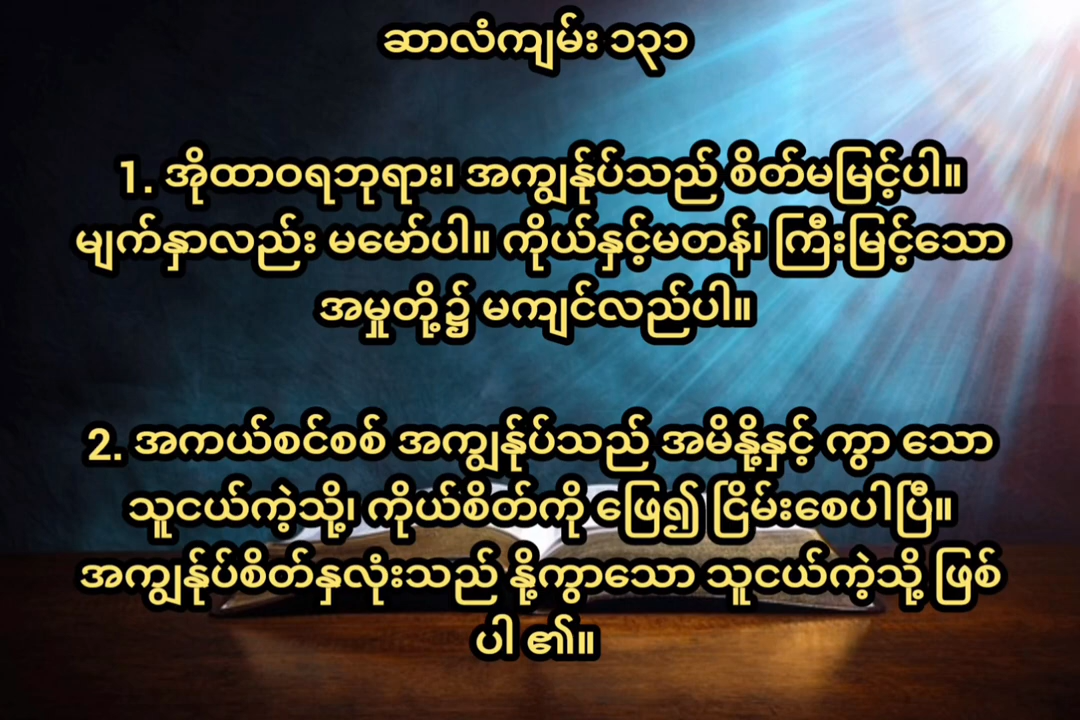 ဆာလံကျမ်း ၁၃၁
1. အိုထာဝရဘုရား၊ အကျွန်ုပ်သည် စိတ်မမြင့်ပါ။
မျက်နှာလည်း မမော်ပါ။ ကိုယ်နှင့်မတန်၊ ကြီးမြင့်သော
အမှုတို့၌ မကျင်လည်ပါ။
2. အကယ်စင်စစ် အကျွန်ုပ်သည် အမိနို့နှင့် ကွာ သော
သူငယ်ကဲ့သို့၊ ကိုယ်စိတ်ကို ဖြေ၍ ငြိမ်းစေပါပြီ။
အကျွန်ုပ်စိတ်နှလုံးသည် နို့ကွာသော သူငယ်ကဲ့သို့ ဖြစ်
ပါ ၏။